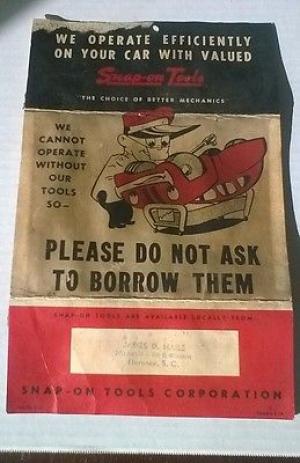 WE OPERATE EFFICIENTLY
ON YOUR CAR WITH VALUED
Snap-on Tools
"THE CHOICE OF BETTER MECHANICS"
WE
CANNOT
OPERATE
WITHOUT
OUR
TOOLS
SO—
PLEASE DO NOT ASK
TO BORROW THEM
SNAP-ON TOOLS ARE AVAILABLE LOCALLY FROM
JAMES D.
Florence, S. C.
SNAP-ON TOOLS CORPORATION